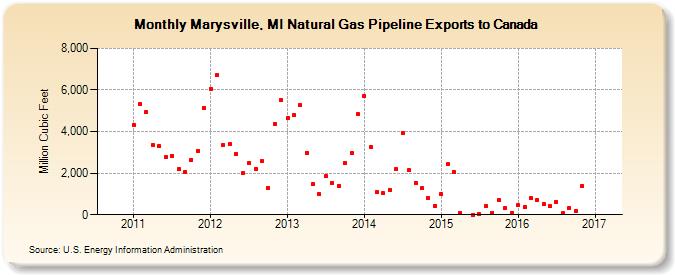 Monthly Marysville, MI Natural Gas Pipeline Exports to Canada
Million Cubic Feet
8,000
6,000
4,000
2,000
0
2011 2012 2013 2014 2015 2016 2017
Source: U.S. Energy Information Administration